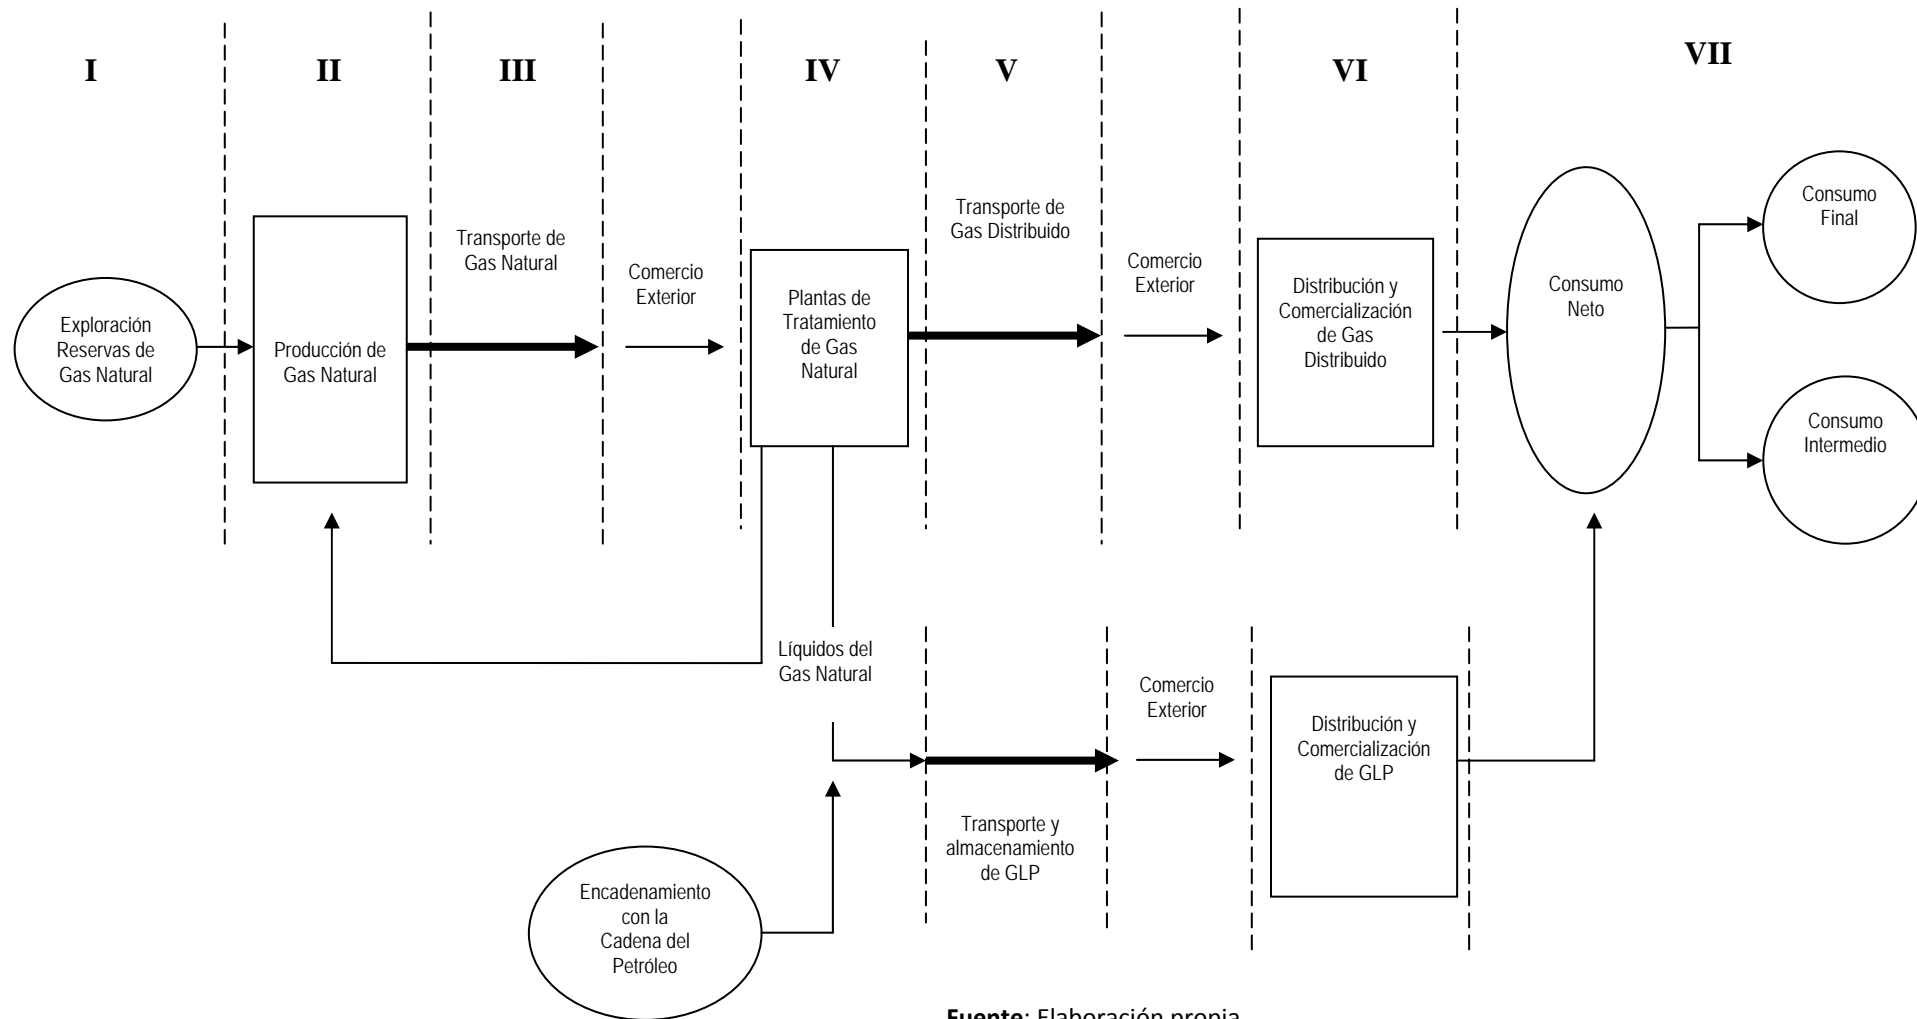 I
II
III
IV
V
VI
VII
Exploración
Reservas de
Gas Natural
Producción de
Gas Natural
Transporte de
Gas Natural
Comercio
Exterior
Plantas de
Tratamiento
de Gas
Natural
Transporte de
Gas Distribuido
Comercio
Exterior
Distribución y
Comercialización
de Gas
Distribuido
Consumo
Neto
Consumo
Final
Consumo
Intermedio
Líquidos del
Gas Natural
Comercio
Exterior
Distribución y
Comercialización
de GLP
Transporte y
almacenamiento
de GLP
Encadenamiento
con la
Cadena del
Petróleo
Fuente: Elaboración propia